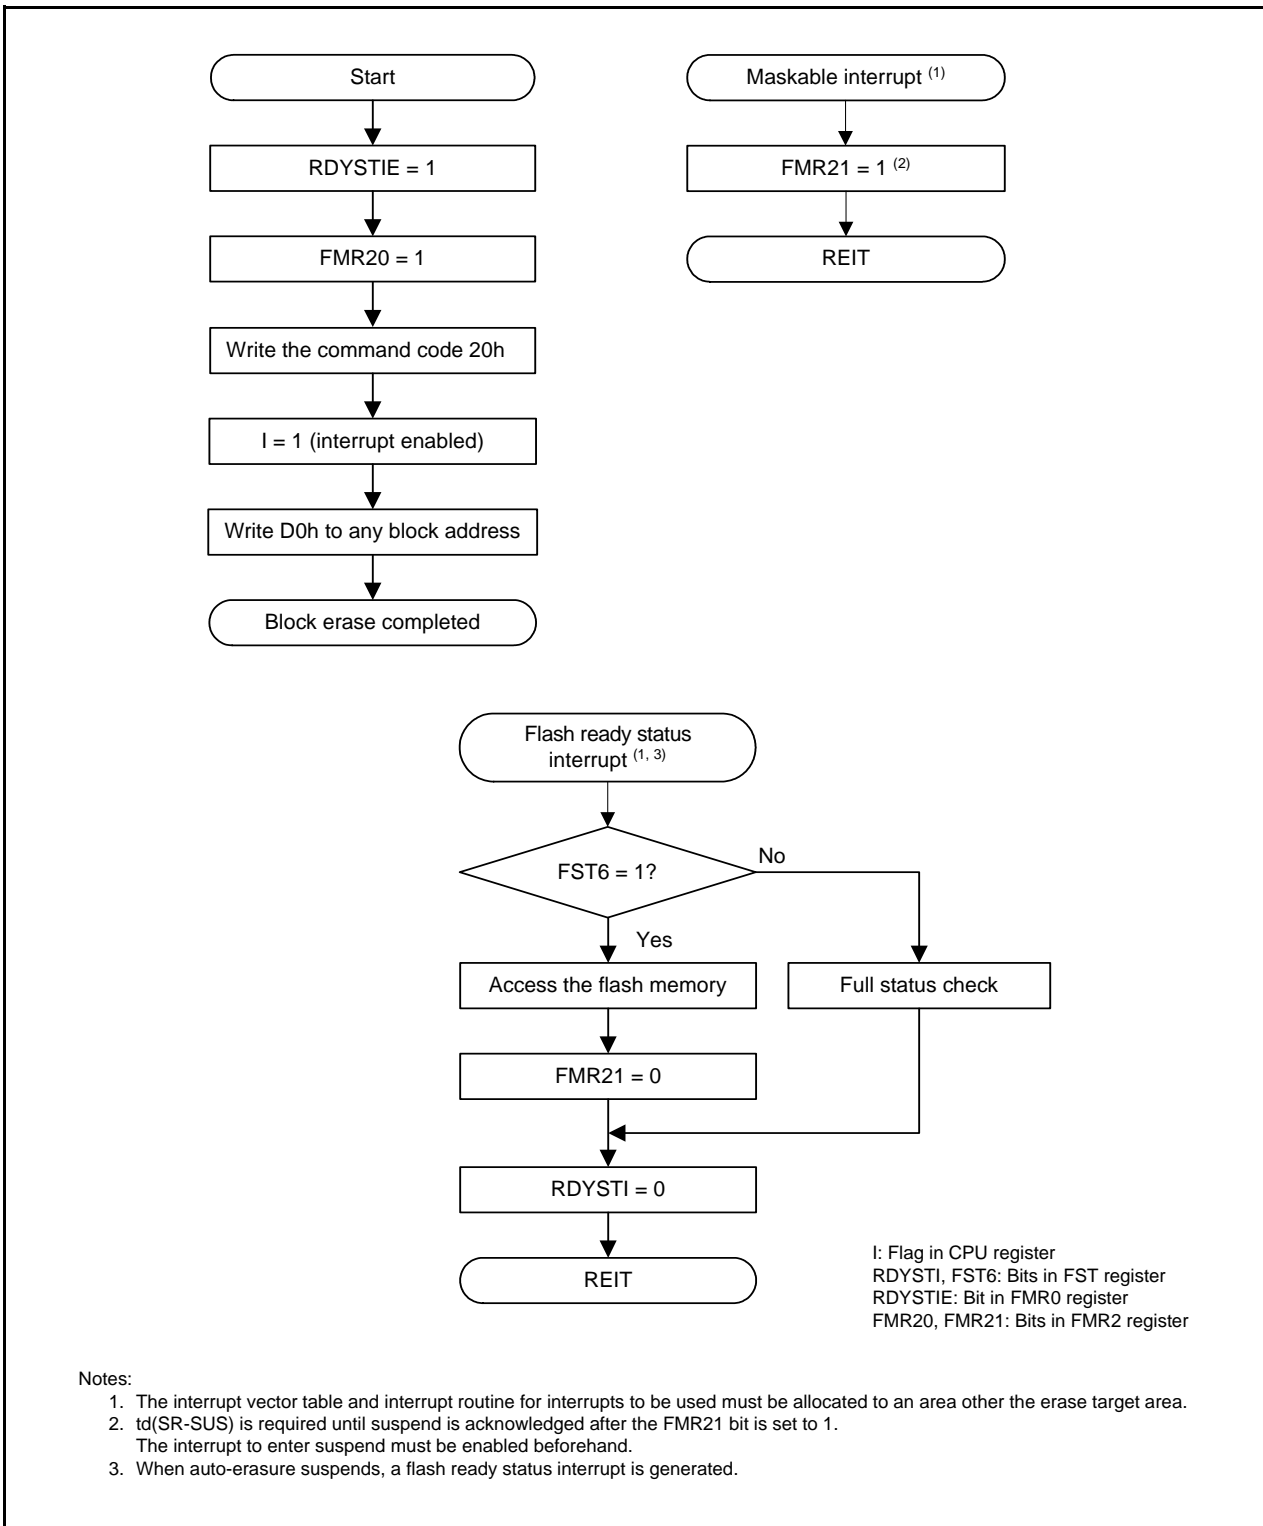 Start
RDYSTIE = 1
FMR20 = 1
Write the command code 20h
I = 1 (interrupt enabled)
Write D0h to any block address
Block erase completed
Maskable interrupt (1)
FMR21 = 1 (2)
REIT
Flash ready status
interrupt (1, 3)
FST6 = 1?
No
Yes
Access the flash memory
Full status check
FMR21 = 0
RDYSTI = 0
REIT
I: Flag in CPU register
RDYSTI, FST6: Bits in FST register
RDYSTIE: Bit in FMR0 register
FMR20, FMR21: Bits in FMR2 register
Notes:
1. The interrupt vector table and interrupt routine for interrupts to be used must be allocated to an area other the erase target area.
2. td(SR-SUS) is required until suspend is acknowledged after the FMR21 bit is set to 1.
The interrupt to enter suspend must be enabled beforehand.
3. When auto-erasure suspends, a flash ready status interrupt is generated.